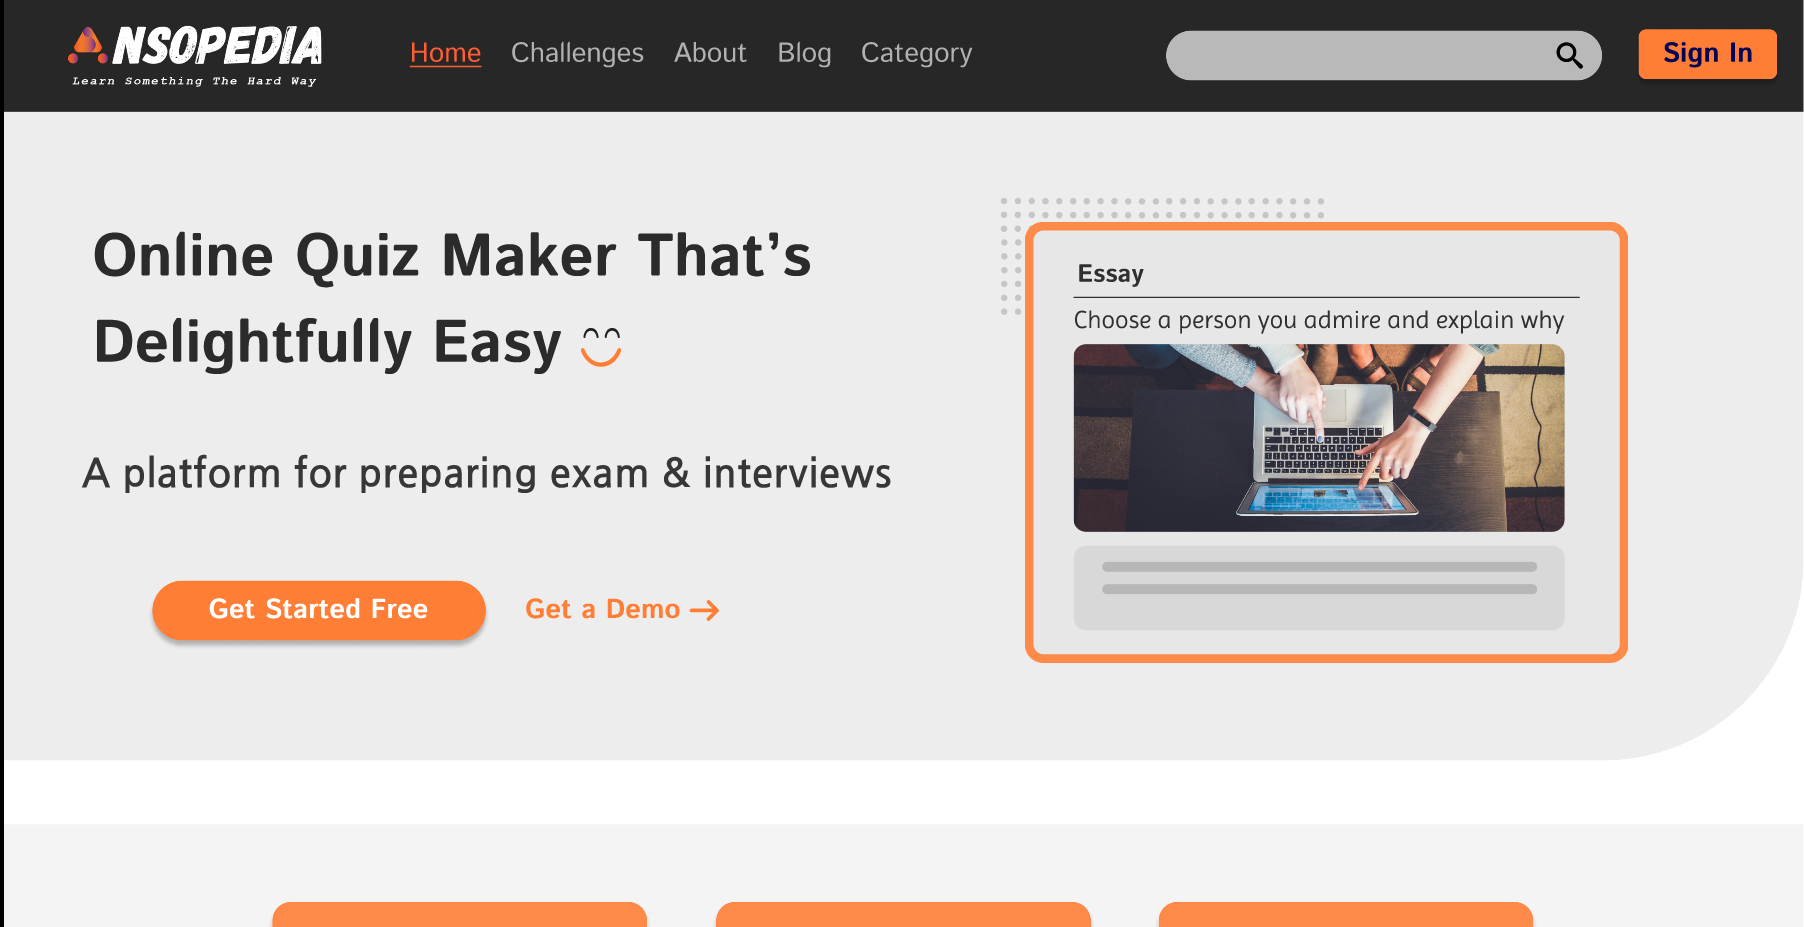 ANSOPEDIA
Learn Something The Hard Way
Home Challenges About Blog Category
Sign In
Online Quiz Maker That’s
Delightfully Easy
A platform for preparing exam & interviews
Get Started Free
Get a Demo →
Essay
Choose a person you admire and explain why